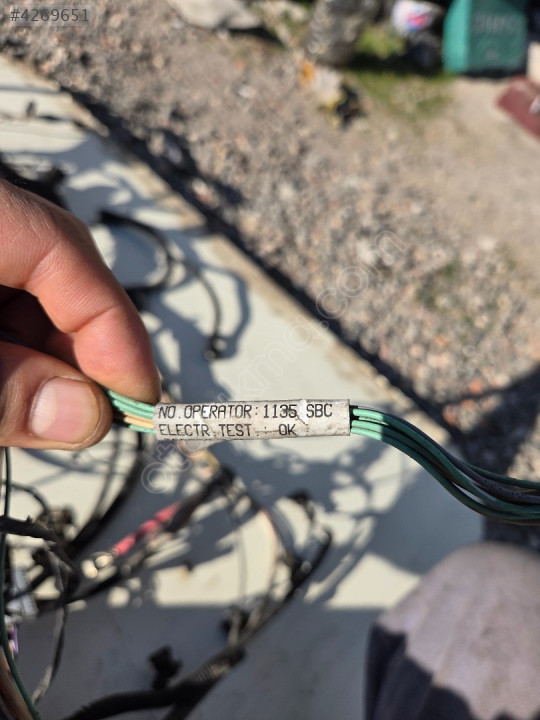 #4269651
NO.OPERATOR:1135 SBC
ELECTR.TEST.: OK